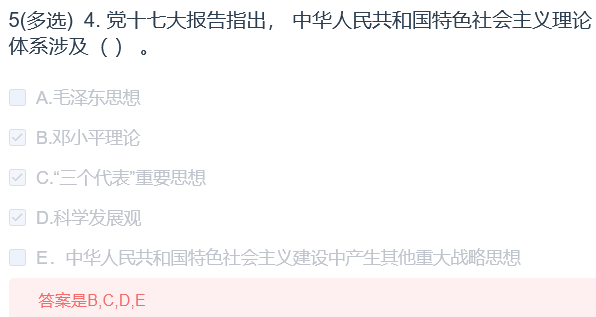 5(多选)  4. 党十七大报告指出， 中华人民共和国特色社会主义理论
体系涉及（ ） 。
A.毛泽东思想
B.邓小平理论
C.“三个代表”重要思想
D.科学发展观
E．中华人民共和国特色社会主义建设中产生其他重大战略思想
答案是B,C,D,E